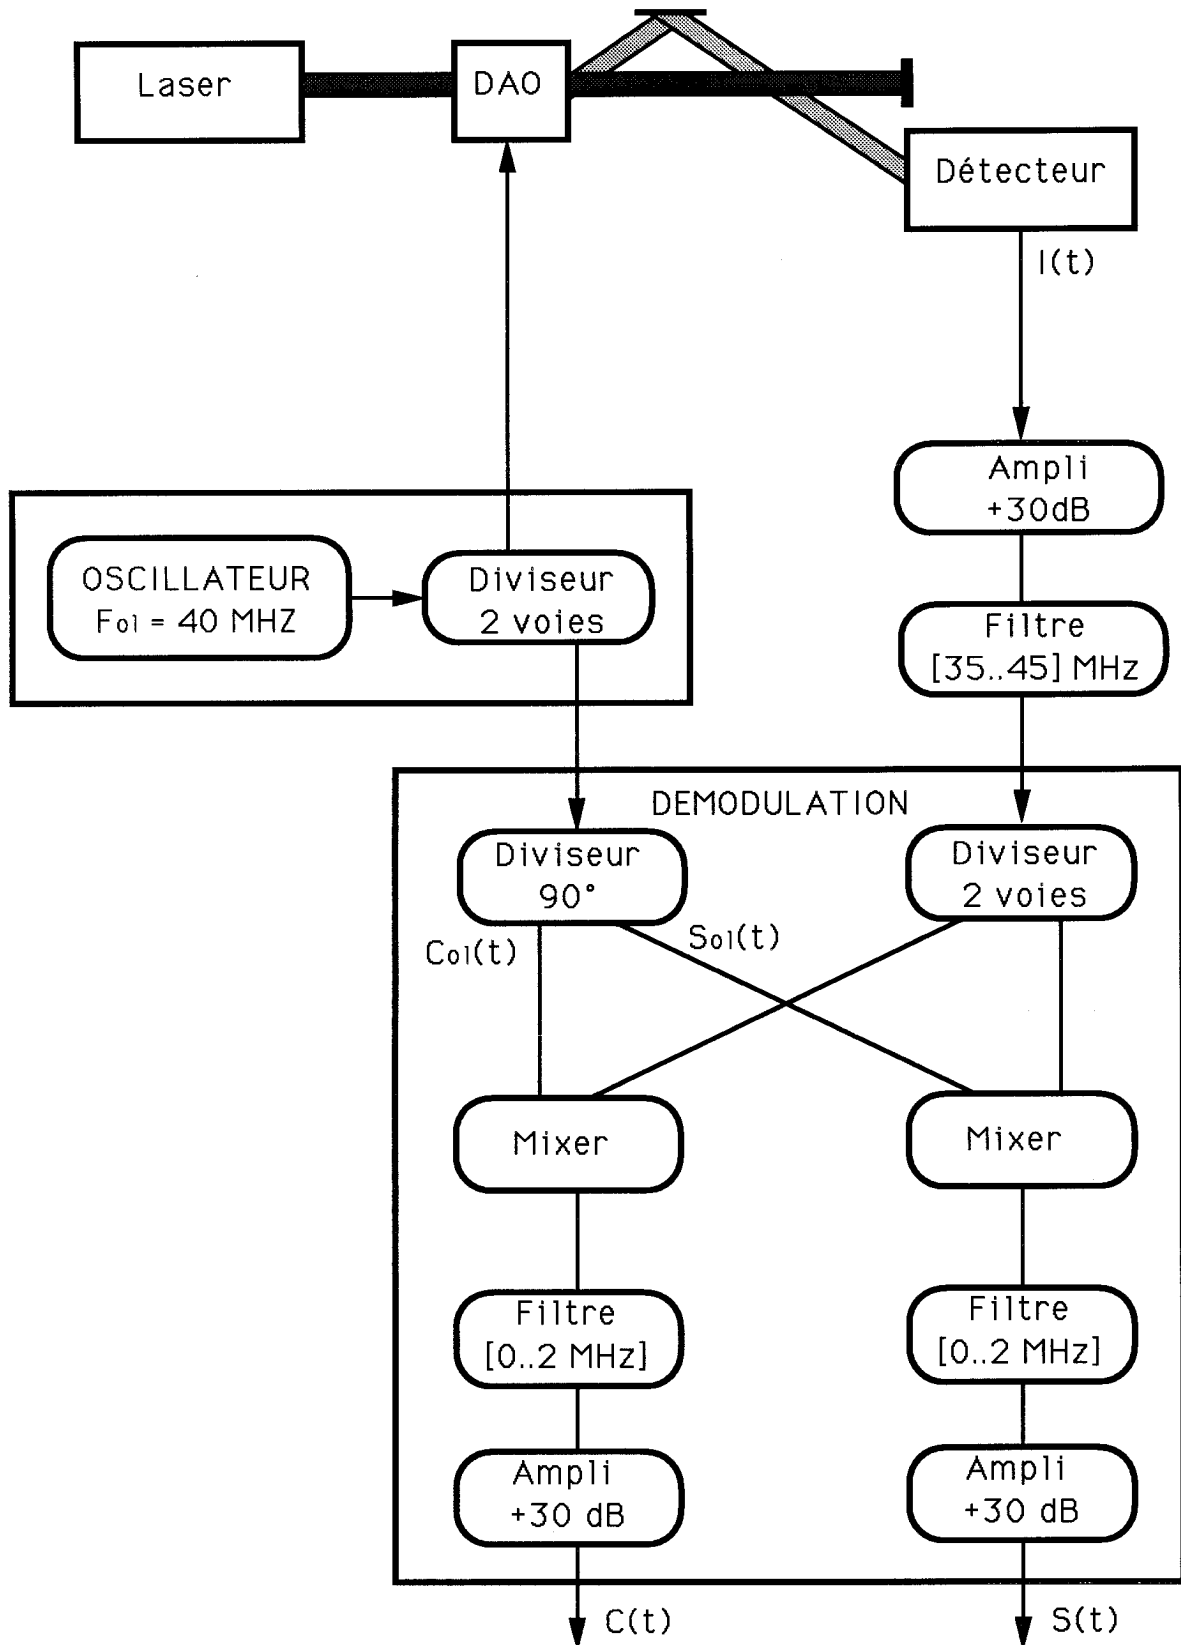 Laser
DAO
Détecteur
I(t)
Ampli
+30dB
OSCILLATEUR
Fol = 40 MHZ
Diviseur
2 voies
Filtre
[35..45] MHz
DEMODULATION
Diviseur
90°
Diviseur
2 voies
Col(t)
Sol(t)
Mixer
Mixer
Filtre
[0..2 MHz]
Filtre
[0..2 MHz]
Ampli
+30 dB
Ampli
+30 dB
C(t)
S(t)